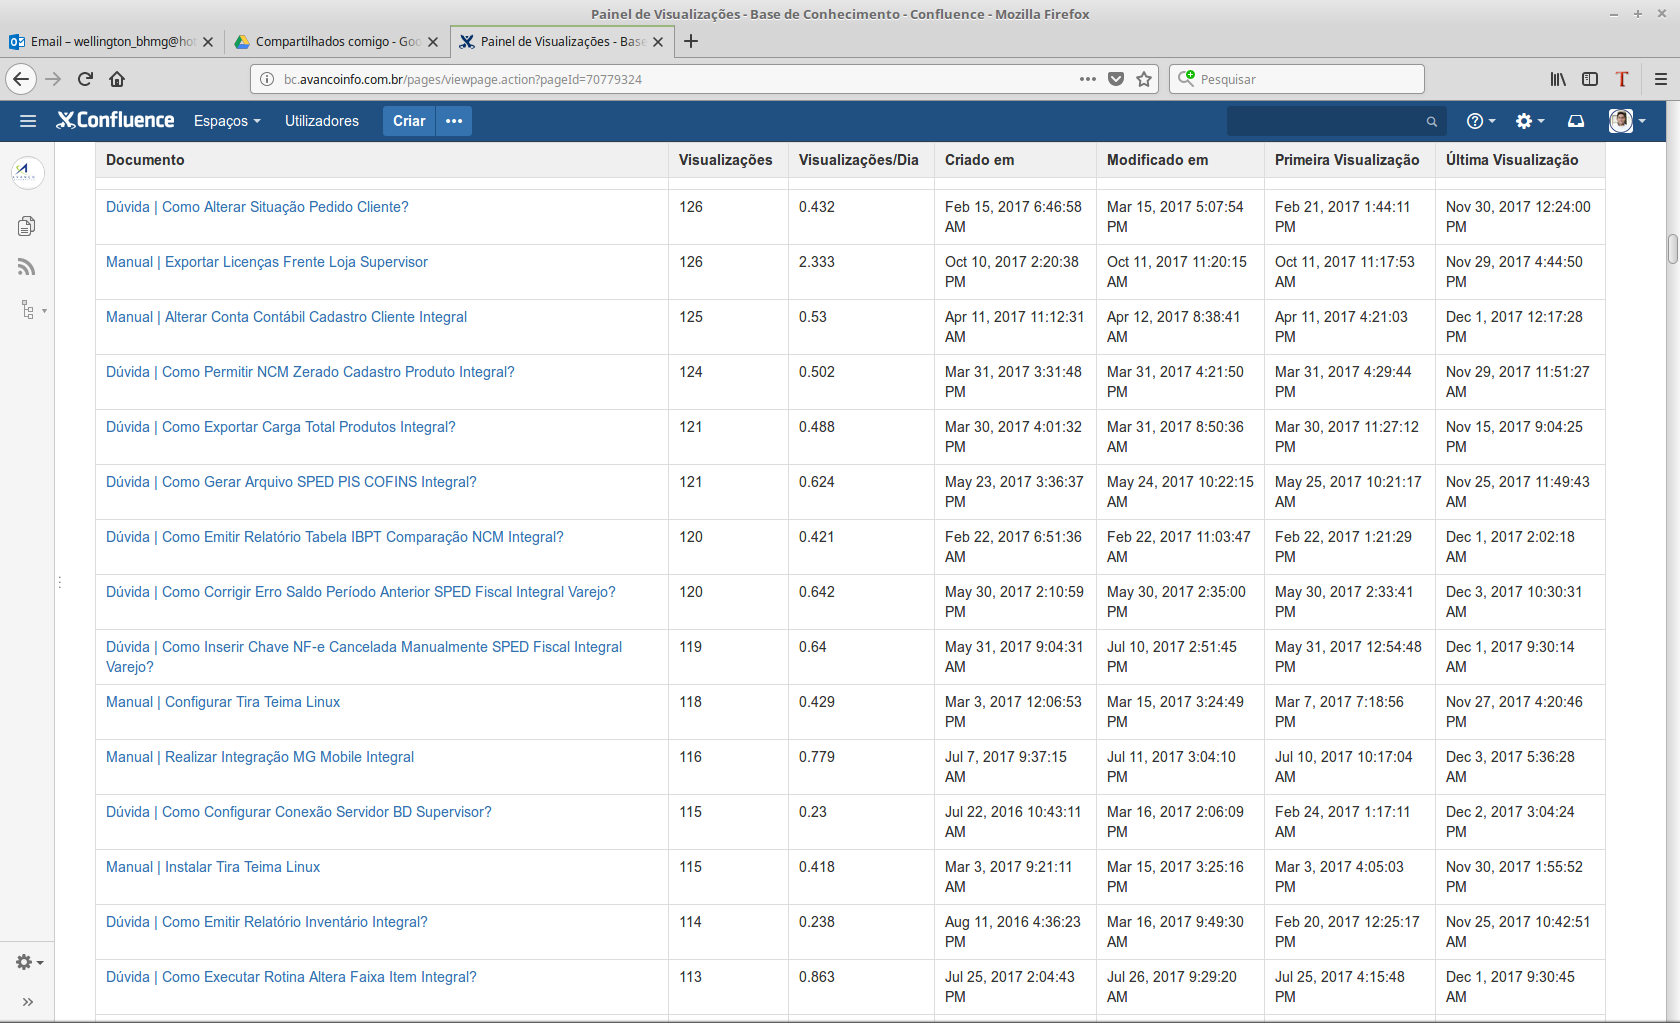 Painel de Visualizações - Base de Conhecimento - Confluence - Mozilla Firefox
Email – wellington_bhmg@ho
Compartilhados comigo - Goo
Painel de Visualizações - Base
bc.avancoinfo.com.br/pages/viewpage.action?pageId=70779324
Pesquisar
Confluence Espaços Utilizadores Criar
Documento Visualizações Visualizações/Dia Criado em Modificado em Primeira Visualização Última Visualização
Dúvida | Como Alterar Situação Pedido Cliente? 126 0.432 Feb 15, 2017 6:46:58 Mar 15, 2017 5:07:54 Feb 21, 2017 1:44:11 Nov 30, 2017 12:24:00
AM PM PM PM
Manual | Exportar Licenças Frente Loja Supervisor 126 2.333 Oct 10, 2017 2:20:38 Oct 11, 2017 11:20:15 Oct 11, 2017 11:17:53 Nov 29, 2017 4:44:50
PM AM AM PM
Manual | Alterar Conta Contábil Cadastro Cliente Integral 125 0.53 Apr 11, 2017 11:12:31 Apr 12, 2017 8:38:41 Apr 11, 2017 4:21:03 Dec 1, 2017 12:17:28
AM AM PM PM
Dúvida | Como Permitir NCM Zerado Cadastro Produto Integral? 124 0.502 Mar 31, 2017 3:31:48 Mar 31, 2017 4:21:50 Mar 31, 2017 4:29:44 Nov 29, 2017 11:51:27
PM PM PM AM
Dúvida | Como Exportar Carga Total Produtos Integral? 121 0.488 Mar 30, 2017 4:01:32 Mar 31, 2017 8:50:36 Mar 30, 2017 11:27:12 Nov 15, 2017 9:04:25
PM AM PM PM
Dúvida | Como Gerar Arquivo SPED PIS COFINS Integral? 121 0.624 May 23, 2017 3:36:37 May 24, 2017 10:22:15 May 25, 2017 10:21:17 Nov 25, 2017 11:49:43
PM AM AM AM
Dúvida | Como Emitir Relatório Tabela IBPT Comparação NCM Integral? 120 0.421 Feb 22, 2017 6:51:36 Feb 22, 2017 11:03:47 Feb 22, 2017 1:21:29 Dec 1, 2017 2:02:18
AM AM PM AM
Dúvida | Como Corrigir Erro Saldo Período Anterior SPED Fiscal Integral Varejo? 120 0.642 May 30, 2017 2:10:59 May 30, 2017 2:35:00 May 30, 2017 2:33:41 Dec 3, 2017 10:30:31
PM PM PM AM
Dúvida | Como Inserir Chave NF-e Cancelada Manualmente SPED Fiscal Integral 119 0.64 May 31, 2017 9:04:31 Jul 10, 2017 2:51:45 May 31, 2017 12:54:48 Dec 1, 2017 9:30:14
Varejo? AM PM PM AM
Manual | Configurar Tira Teima Linux 118 0.429 Mar 3, 2017 12:06:53 Mar 15, 2017 3:24:49 Mar 7, 2017 7:18:56 Nov 27, 2017 4:20:46
PM PM PM PM
Manual | Realizar Integração MG Mobile Integral 116 0.779 Jul 7, 2017 9:37:15 Jul 11, 2017 3:04:10 Jul 10, 2017 10:17:04 Dec 3, 2017 5:36:28
AM PM AM AM
Dúvida | Como Configurar Conexão Servidor BD Supervisor? 115 0.23 Jul 22, 2016 10:43:11 Mar 16, 2017 2:06:09 Feb 24, 2017 1:17:11 Dec 2, 2017 3:04:24
AM PM AM PM
Manual | Instalar Tira Teima Linux 115 0.418 Mar 3, 2017 9:21:11 Mar 15, 2017 3:25:16 Mar 3, 2017 4:05:03 Nov 30, 2017 1:55:52
AM PM PM PM
Dúvida | Como Emitir Relatório Inventário Integral? 114 0.238 Aug 11, 2016 4:36:23 Mar 16, 2017 9:49:30 Feb 20, 2017 12:25:17 Nov 25, 2017 10:42:51
PM AM PM AM
Dúvida | Como Executar Rotina Altera Faixa Item Integral? 113 0.863 Jul 25, 2017 2:04:43 Jul 26, 2017 9:29:20 Jul 25, 2017 4:15:48 Dec 1, 2017 9:30:45
PM AM PM AM